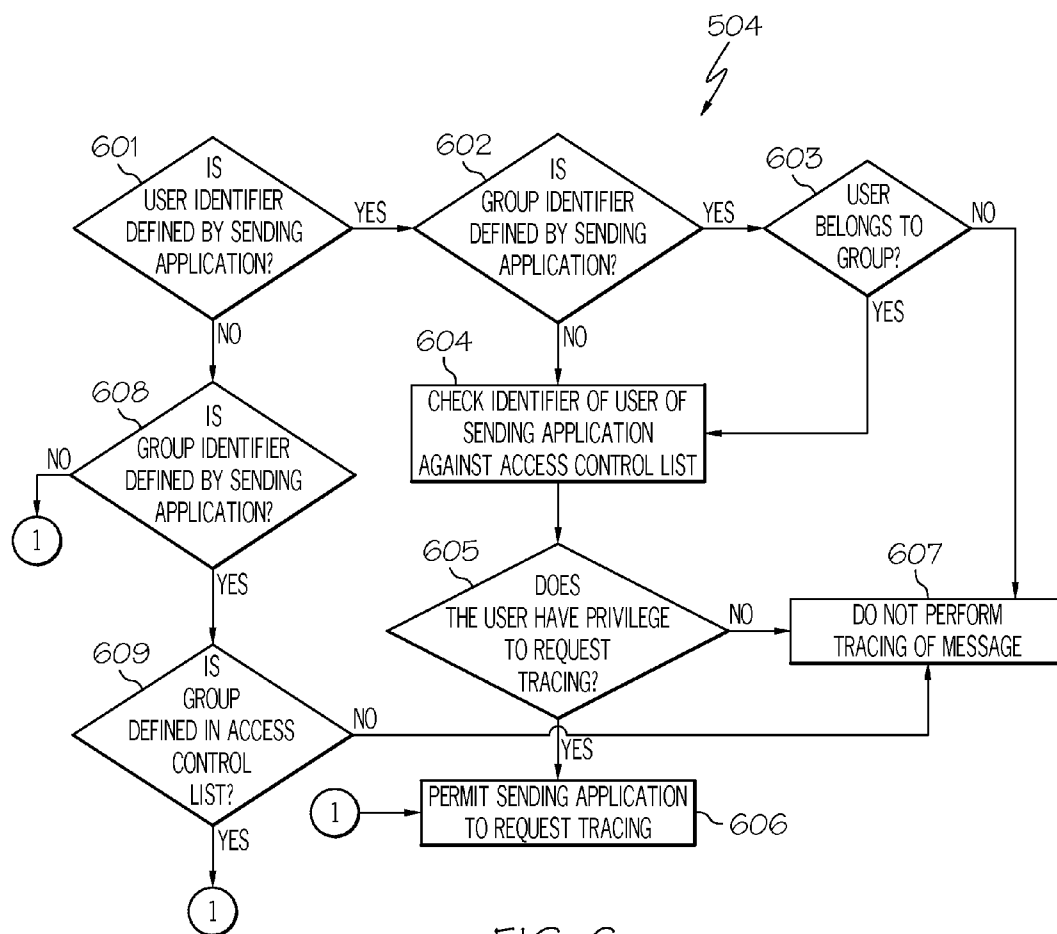 504
601
IS
USER IDENTIFIER
DEFINED BY SENDING
APPLICATION?
YES
NO
602
IS
GROUP IDENTIFIER
DEFINED BY SENDING
APPLICATION?
YES
NO
603
USER
BELONGS TO
GROUP?
NO
YES
604
CHECK IDENTIFIER OF USER OF
SENDING APPLICATION
AGAINST ACCESS CONTROL LIST
608
IS
GROUP IDENTIFIER
DEFINED BY SENDING
APPLICATION?
NO
1
YES
605
DOES
THE USER HAVE PRIVILEGE
TO REQUEST
TRACING?
NO
YES
607
DO NOT PERFORM
TRACING OF MESSAGE
609
IS
GROUP
DEFINED IN ACCESS
CONTROL
LIST?
NO
YES
1
1
PERMIT SENDING APPLICATION
TO REQUEST TRACING
606